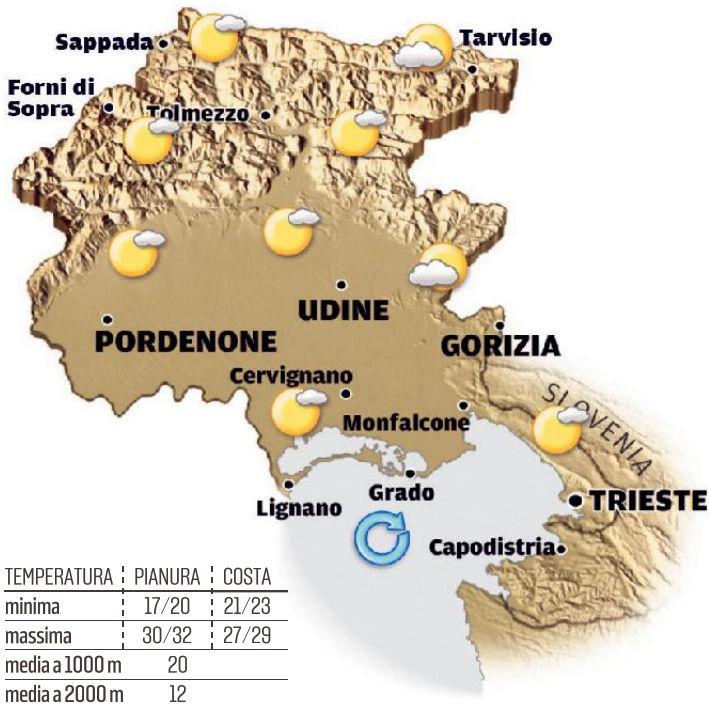 Sappada
Tarvisio
Forni di
Sopra
Tolmezzo
UDINE
PORDENONE
GORIZIA
Cervignano
SLOVENIA
Monfalcone
Grado
Lignano
TRIESTE
Capodistria
TEMPERATURA PIANURA COSTA
minima 17/20 21/23
massima 30/32 27/29
media a 1000 m 20
media a 2000 m 12